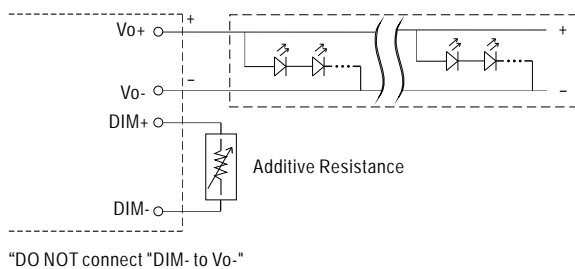 Vo+
+
+
–
Vo-
–
DIM+
Additive Resistance
DIM-
“DO NOT connect "DIM- to Vo-"